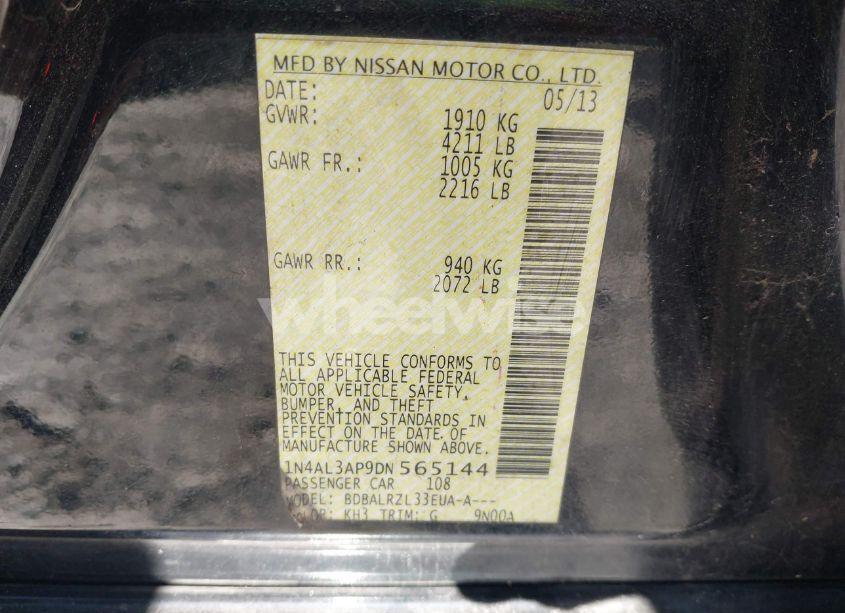 MFD BY NISSAN MOTOR CO., LTD.
DATE: 05/13
GVWR: 1910 KG
4211 LB
GAWR FR.: 1005 KG
2216 LB
GAWR RR.: 940 KG
2072 LB
wheelwise
THIS VEHICLE CONFORMS TO
ALL APPLICABLE FEDERAL
MOTOR VEHICLE SAFETY,
BUMPER, AND THEFT
PREVENTION STANDARDS IN
EFFECT ON THE DATE OF
MANUFACTURE SHOWN ABOVE.
1N4AL3AP9DN565144
PASSENGER CAR 108
MODEL: BDBALRZL33EUA-A---
COLOR: KH3 TRIM: G 9N00A